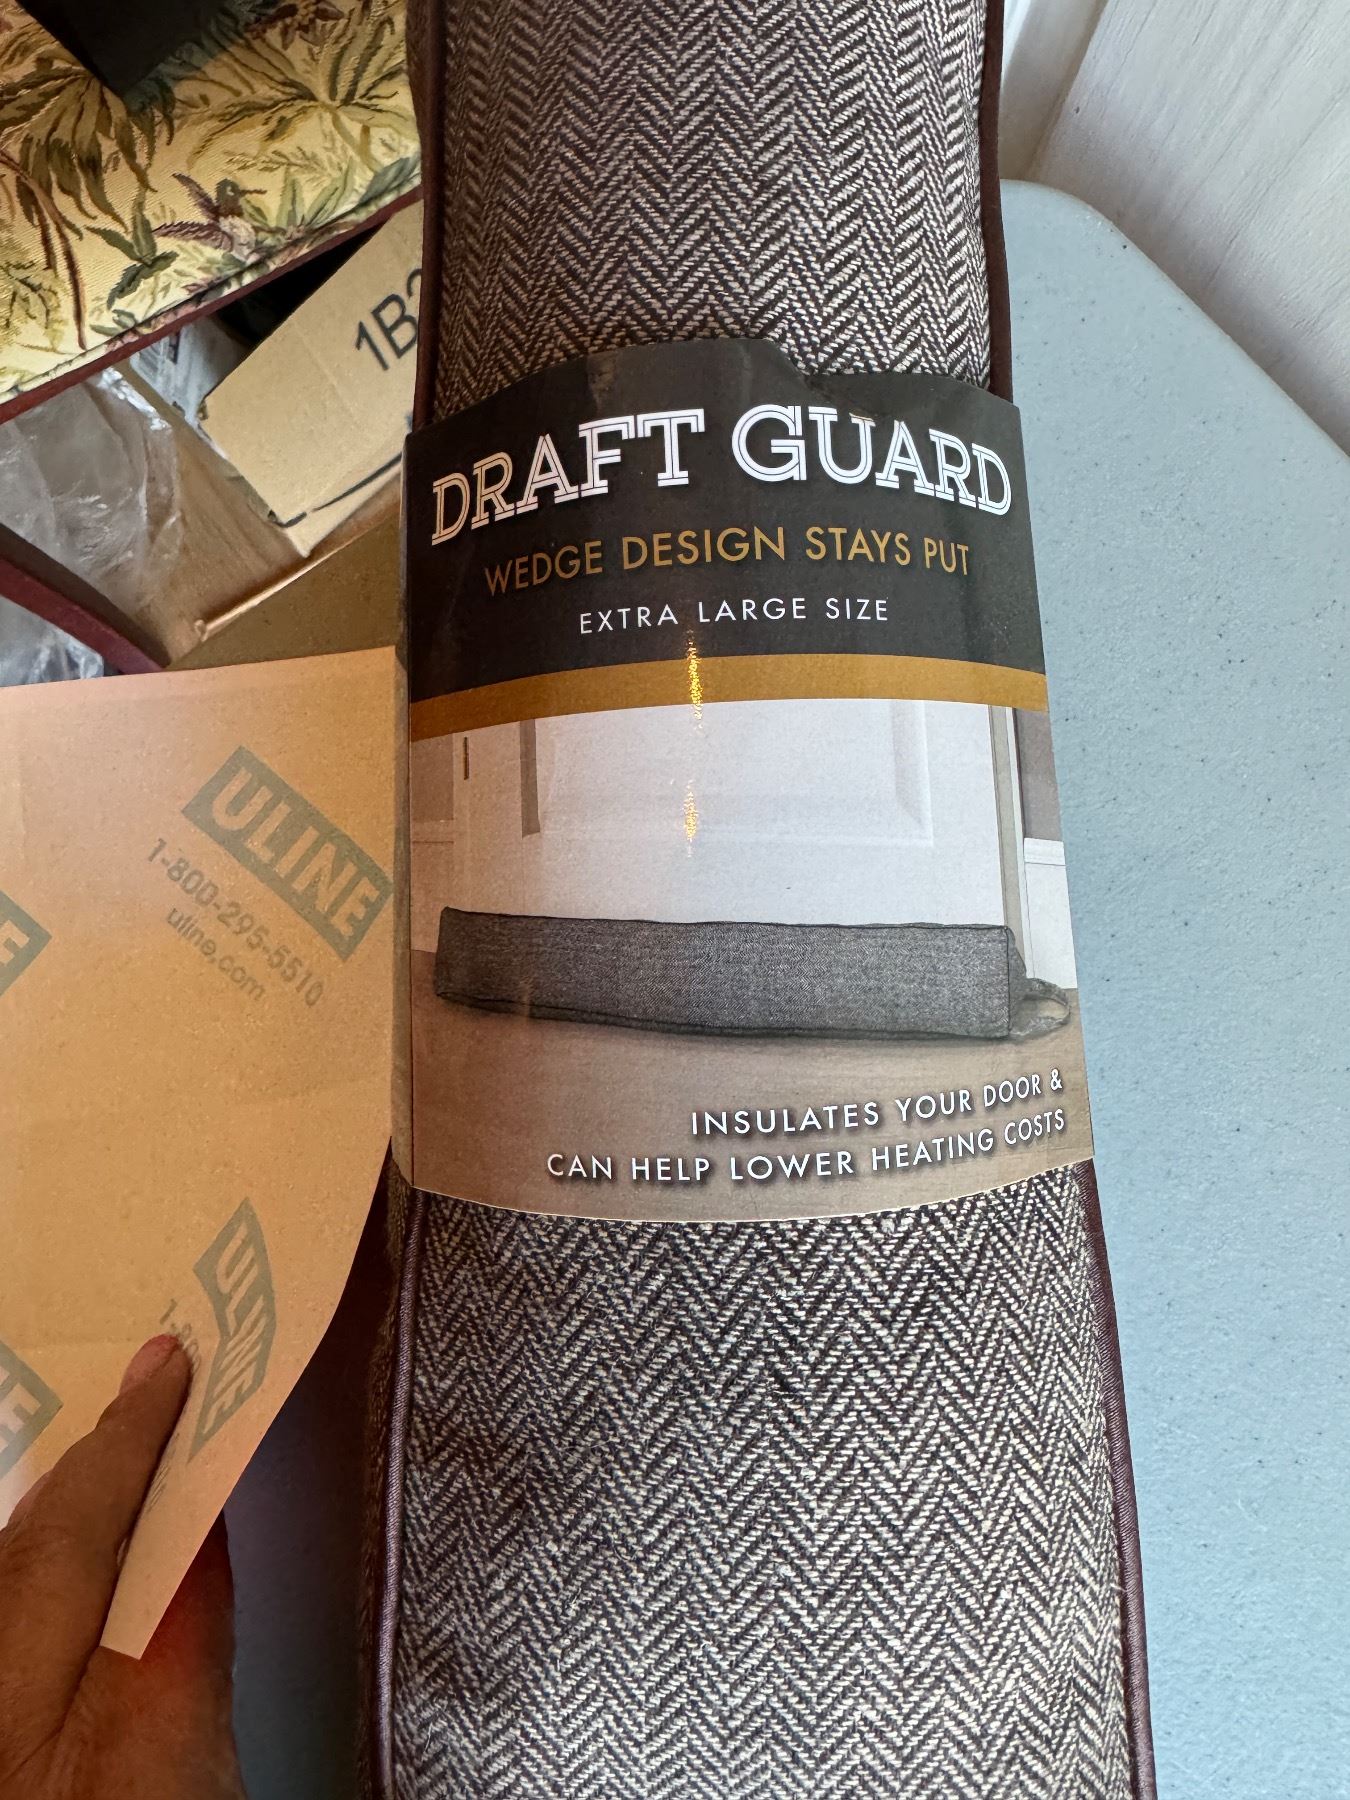 1B
DRAFT GUARD
WEDGE DESIGN STAYS PUT
EXTRA LARGE SIZE
INSULATES YOUR DOOR &
CAN HELP LOWER HEATING COSTS
ULINE
1-800-295-5510
uline.com
ULINE